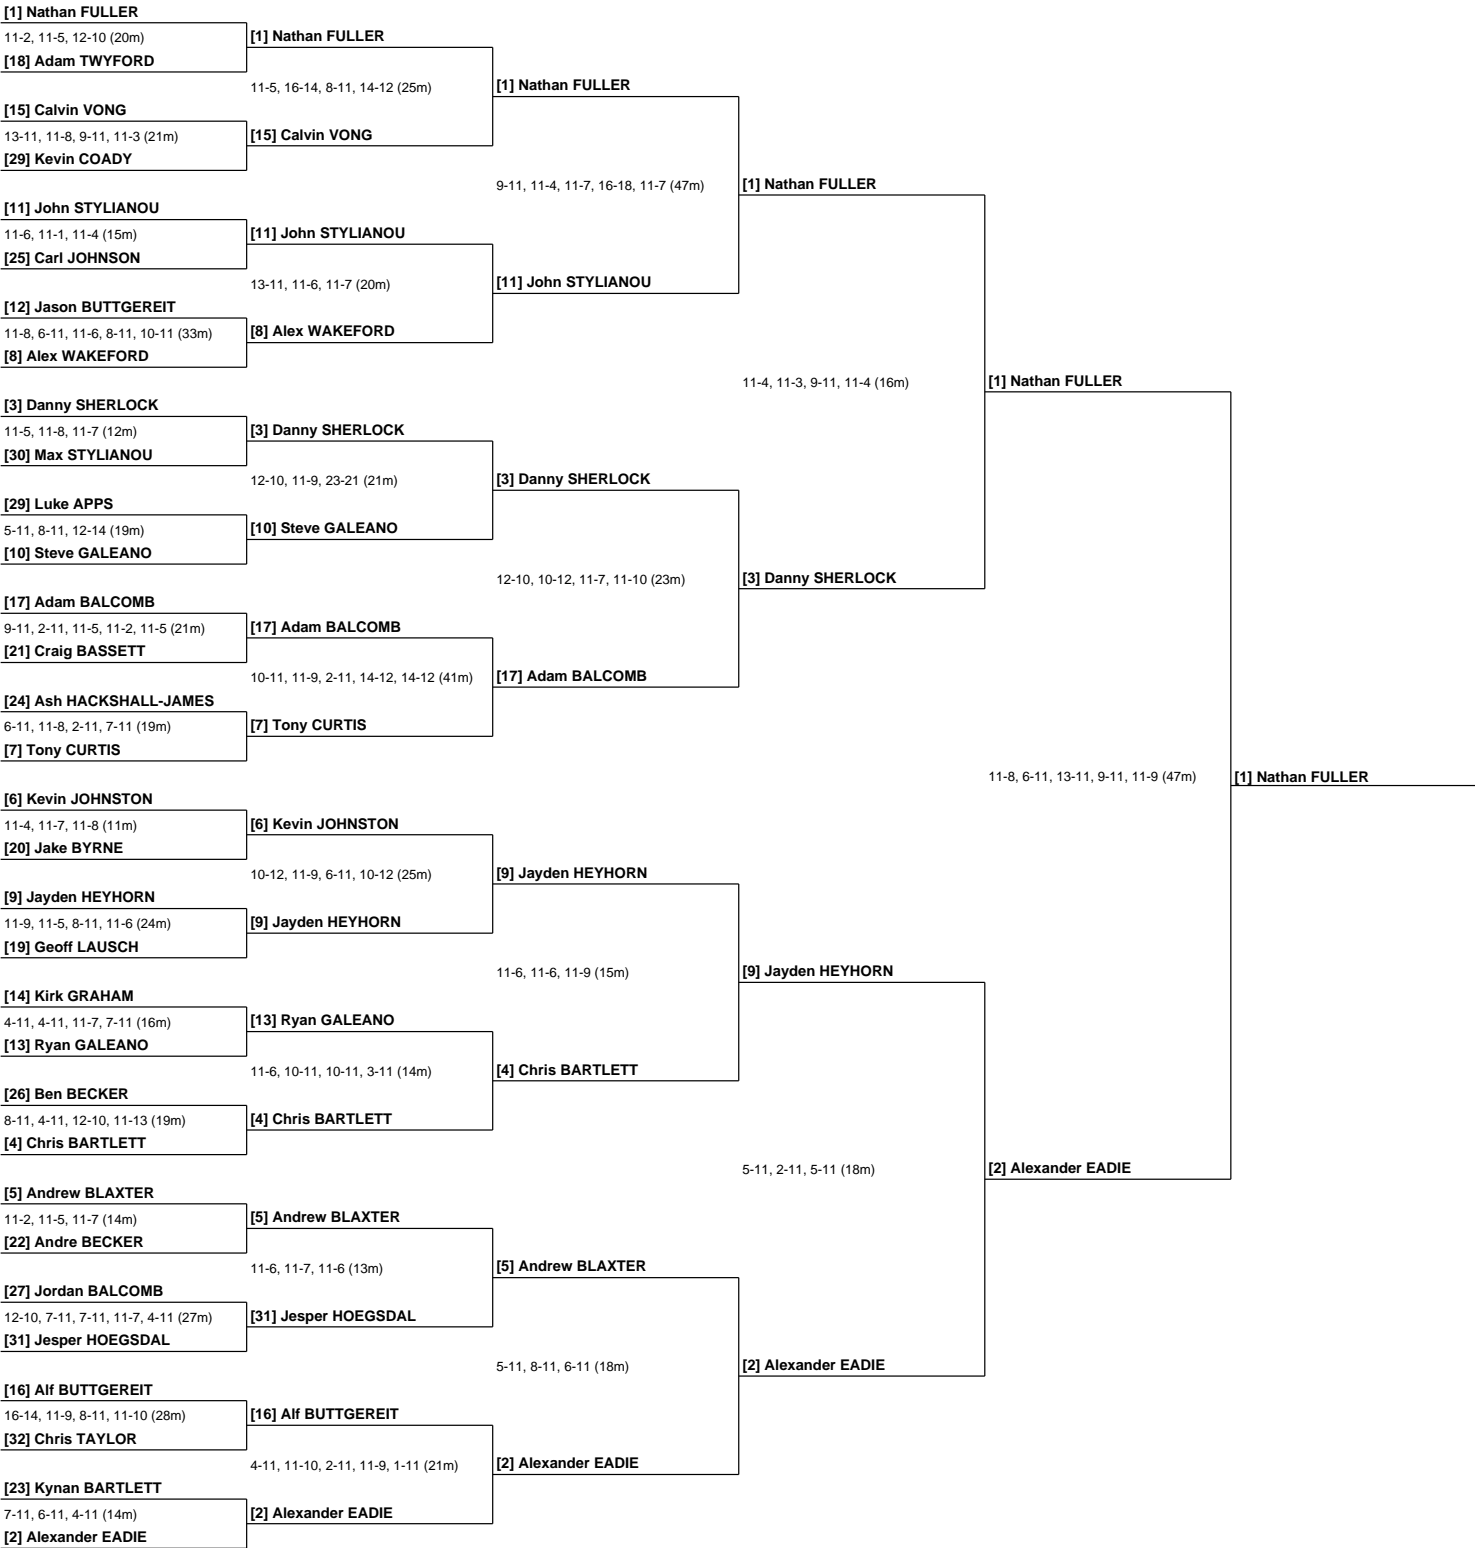 [1] Nathan FULLER
11-2, 11-5, 12-10 (20m)
[18] Adam TWYFORD
[15] Calvin VONG
13-11, 11-8, 9-11, 11-3 (21m)
[29] Kevin COADY
[11] John STYLIANOU
11-6, 11-1, 11-4 (15m)
[25] Carl JOHNSON
[12] Jason BUTTGEREIT
11-8, 6-11, 11-6, 8-11, 10-11 (33m)
[8] Alex WAKEFORD
[3] Danny SHERLOCK
11-5, 11-8, 11-7 (12m)
[30] Max STYLIANOU
[29] Luke APPS
5-11, 8-11, 12-14 (19m)
[10] Steve GALEANO
[17] Adam BALCOMB
9-11, 2-11, 11-5, 11-2, 11-5 (21m)
[21] Craig BASSETT
[24] Ash HACKSHALL-JAMES
6-11, 11-8, 2-11, 7-11 (19m)
[7] Tony CURTIS
[6] Kevin JOHNSTON
11-4, 11-7, 11-8 (11m)
[20] Jake BYRNE
[9] Jayden HEYHORN
11-9, 11-5, 8-11, 11-6 (24m)
[19] Geoff LAUSCH
[14] Kirk GRAHAM
4-11, 4-11, 11-7, 7-11 (16m)
[13] Ryan GALEANO
[26] Ben BECKER
8-11, 4-11, 12-10, 11-13 (19m)
[4] Chris BARTLETT
[5] Andrew BLAXTER
11-2, 11-5, 11-7 (14m)
[22] Andre BECKER
[27] Jordan BALCOMB
12-10, 7-11, 7-11, 11-7, 4-11 (27m)
[31] Jesper HOEGSDAL
[16] Alf BUTTGEREIT
16-14, 11-9, 8-11, 11-10 (28m)
[32] Chris TAYLOR
[23] Kynan BARTLETT
7-11, 6-11, 4-11 (14m)
[2] Alexander EADIE
[1] Nathan FULLER
11-5, 16-14, 8-11, 14-12 (25m)
[15] Calvin VONG
[11] John STYLIANOU
13-11, 11-6, 11-7 (20m)
[8] Alex WAKEFORD
[3] Danny SHERLOCK
12-10, 11-9, 23-21 (21m)
[10] Steve GALEANO
[17] Adam BALCOMB
10-11, 11-9, 2-11, 14-12, 14-12 (41m)
[7] Tony CURTIS
[6] Kevin JOHNSTON
10-12, 11-9, 6-11, 10-12 (25m)
[9] Jayden HEYHORN
[13] Ryan GALEANO
11-6, 10-11, 10-11, 3-11 (14m)
[4] Chris BARTLETT
[5] Andrew BLAXTER
11-6, 11-7, 11-6 (13m)
[31] Jesper HOEGSDAL
[16] Alf BUTTGEREIT
4-11, 11-10, 2-11, 11-9, 1-11 (21m)
[2] Alexander EADIE
[1] Nathan FULLER
9-11, 11-4, 11-7, 16-18, 11-7 (47m)
[11] John STYLIANOU
[3] Danny SHERLOCK
12-10, 10-12, 11-7, 11-10 (23m)
[17] Adam BALCOMB
[9] Jayden HEYHORN
11-6, 11-6, 11-9 (15m)
[4] Chris BARTLETT
[5] Andrew BLAXTER
5-11, 8-11, 6-11 (18m)
[2] Alexander EADIE
[1] Nathan FULLER
11-4, 11-3, 9-11, 11-4 (16m)
[3] Danny SHERLOCK
[9] Jayden HEYHORN
5-11, 2-11, 5-11 (18m)
[2] Alexander EADIE
[1] Nathan FULLER
11-8, 6-11, 13-11, 9-11, 11-9 (47m)
[2] Alexander EADIE
[1] Nathan FULLER